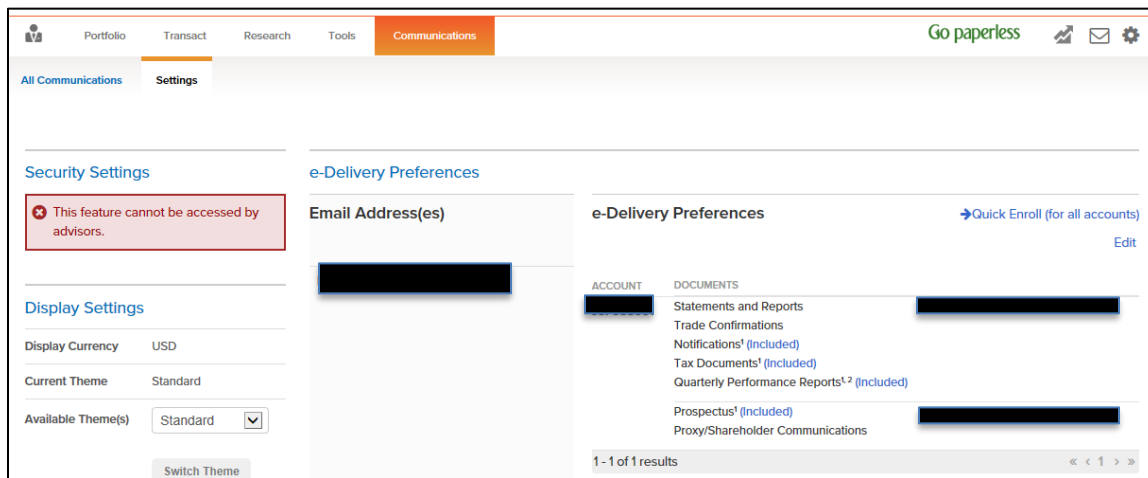 Portfolio Transact Research Tools Communications Go paperless
All Communications Settings
Security Settings
This feature cannot be accessed by
advisors.
Display Settings
Display Currency USD
Current Theme Standard
Available Theme(s) Standard
Switch Theme
e-Delivery Preferences
Email Address(es)
e-Delivery Preferences →Quick Enroll (for all accounts)
Edit
ACCOUNT DOCUMENTS
Statements and Reports
Trade Confirmations
Notifications¹ (Included)
Tax Documents¹ (Included)
Quarterly Performance Reports¹, ² (Included)
Prospectus¹ (Included)
Proxy/Shareholder Communications
1 - 1 of 1 results « < 1 > »